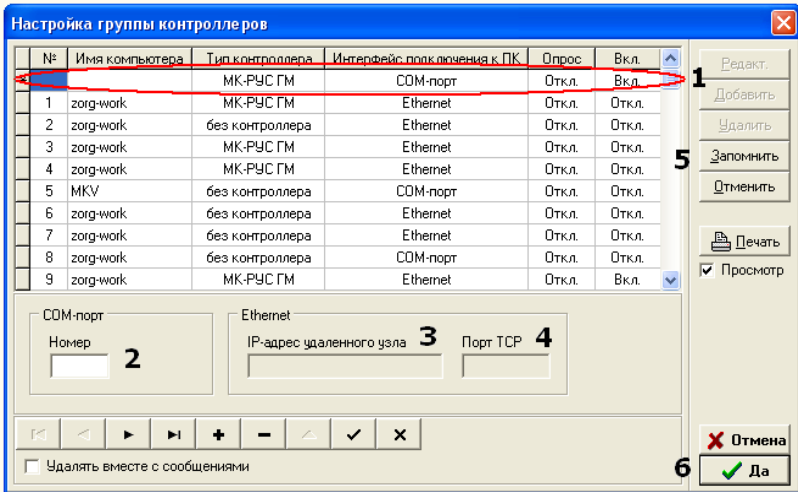 Настройка группы контроллеров
№ Имя компьютера Тип контроллера Интерфейс подключения к ПК Опрос Вкл.
МК-РУС ГМ COM-порт Откл. Вкл. 1
1 zorg-work МК-РУС ГМ Ethernet Откл. Откл.
2 zorg-work без контроллера Ethernet Откл. Откл.
3 zorg-work МК-РУС ГМ Ethernet Откл. Откл.
4 zorg-work МК-РУС ГМ Ethernet Откл. Откл.
5 MKV без контроллера COM-порт Откл. Откл.
6 zorg-work без контроллера Ethernet Откл. Откл.
7 zorg-work без контроллера Ethernet Откл. Откл.
8 zorg-work без контроллера COM-порт Откл. Откл.
9 zorg-work МК-РУС ГМ Ethernet Откл. Вкл.
Редакт.
Добавить
Удалить
5 Запомнить
Отменить
Печать
Просмотр
COM-порт
Номер
2
Ethernet
IP-адрес удаленного узла 3 Порт TCP 4
Удалять вместе с сообщениями
Отмена
6 Да